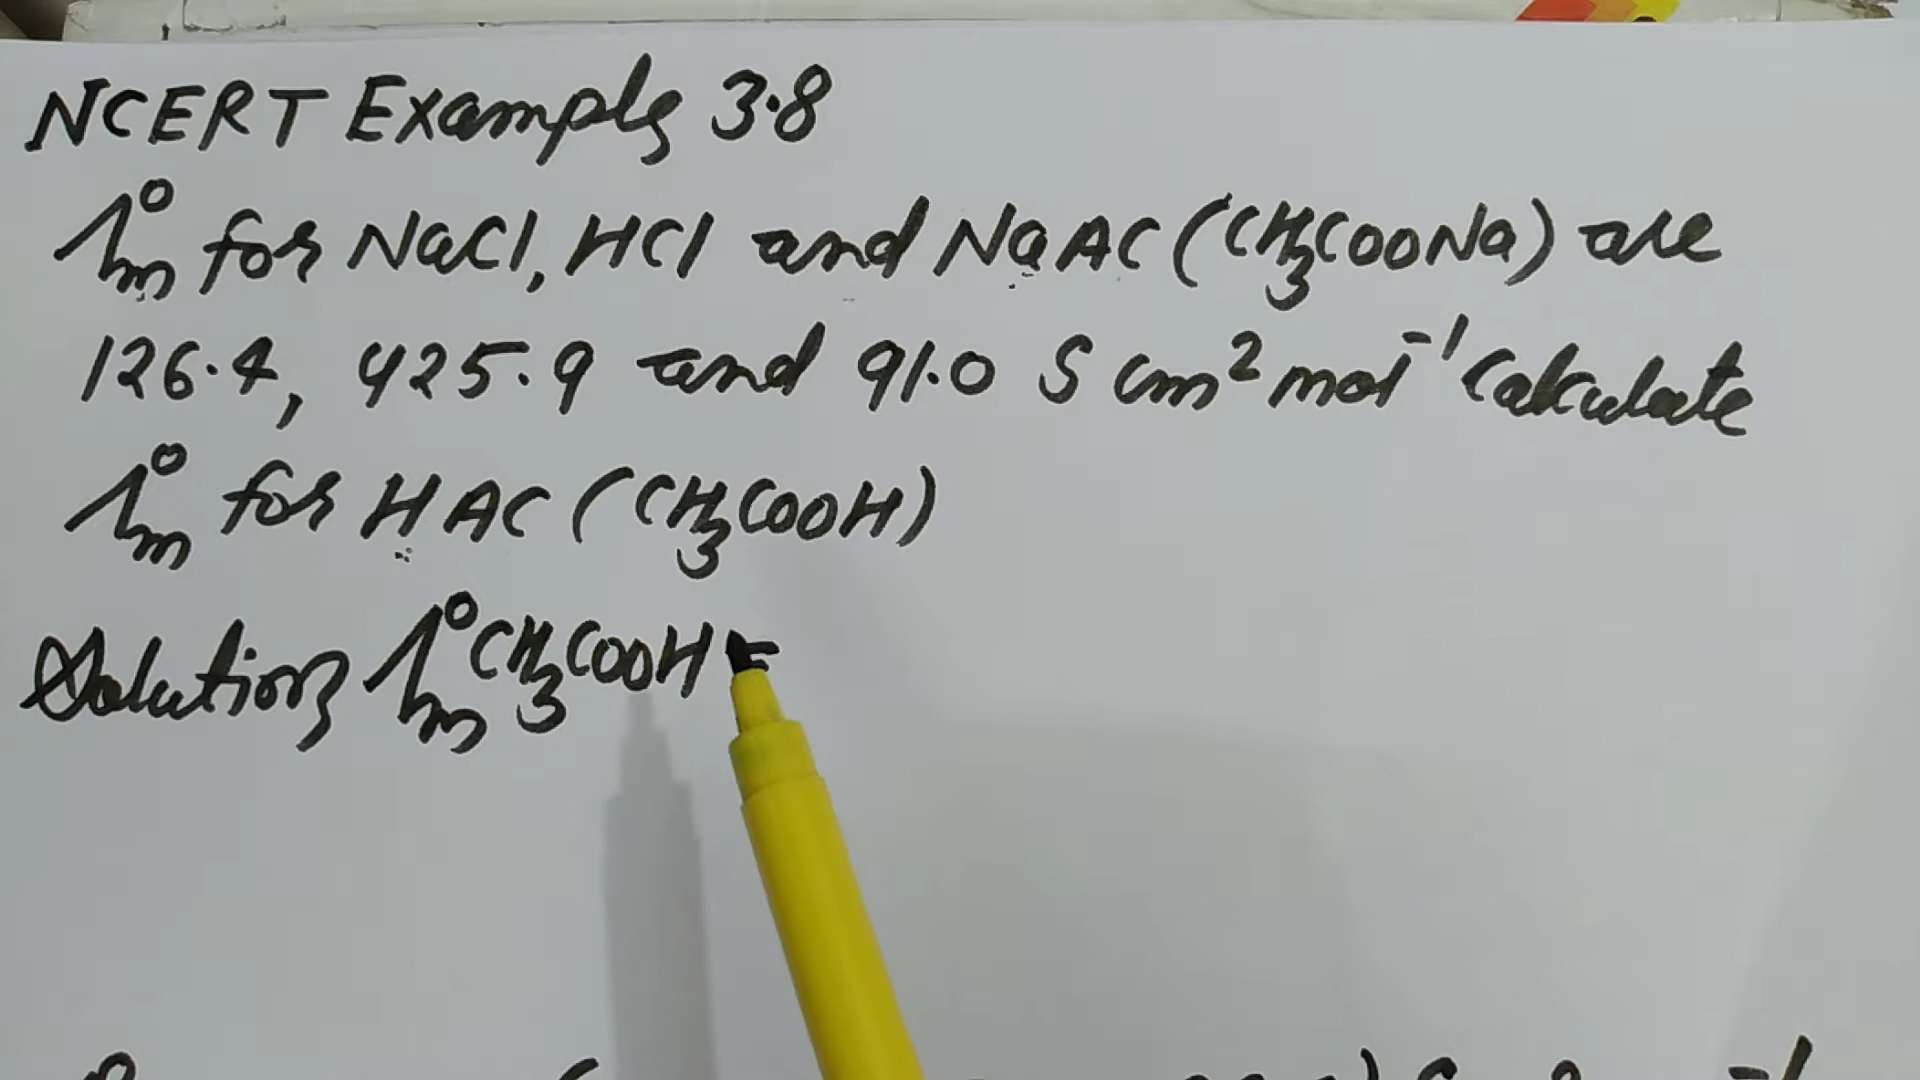 NCERT Example 3.8
Λ°m for NaCl, HCl and NaAC (CH3COONa) are
126.4, 425.9 and 91.0 S cm² mol⁻¹ Calculate
Λ°m for HAC (CH3COOH)
Solution Λ°m CH3COOH =